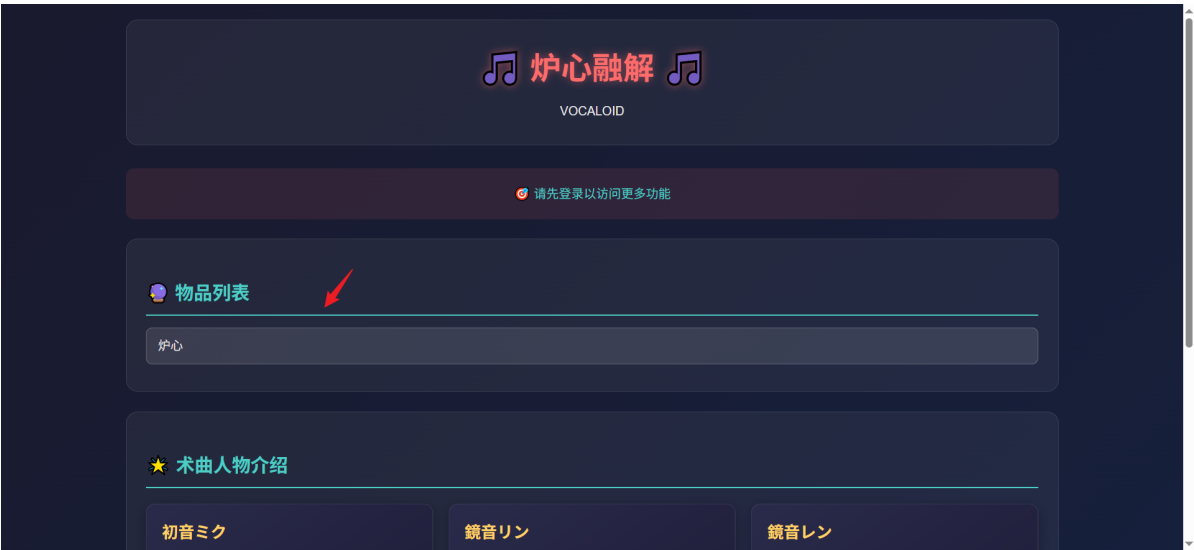 🎵 炉心融解 🎵
VOCALOID
🎯 请先登录以访问更多功能
🔮 物品列表
炉心
🌟 术曲人物介绍
初音ミク
鏡音リン
鏡音レン